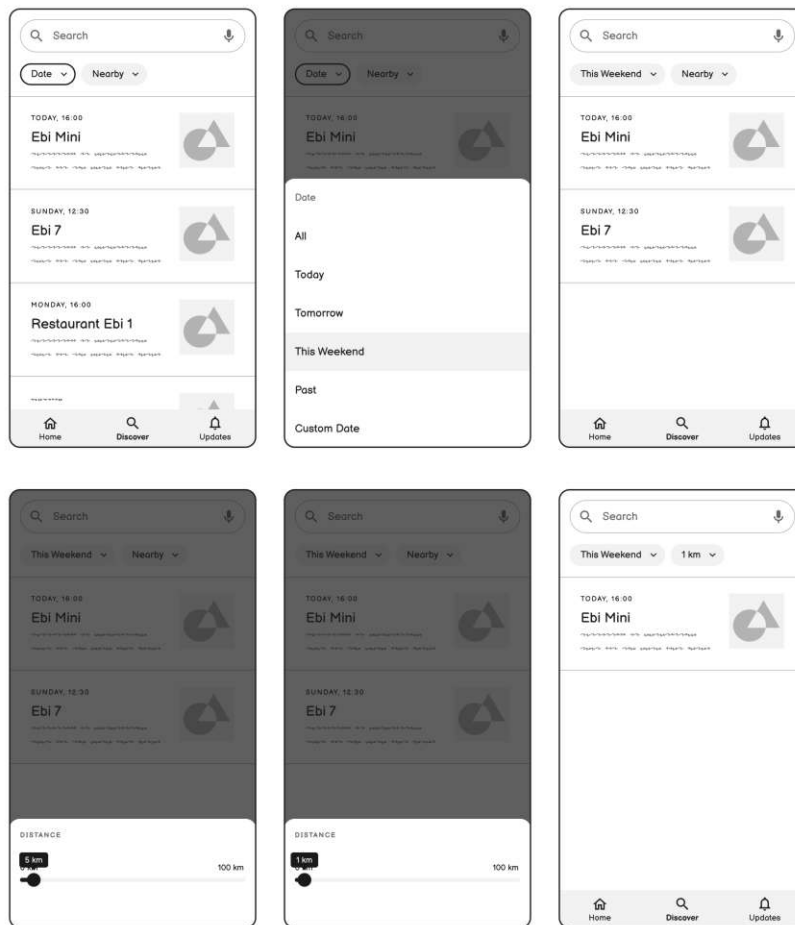 Search
Date Nearby
TODAY, 16:00
Ebi Mini
SUNDAY, 12:30
Ebi 7
MONDAY, 16:00
Restaurant Ebi 1
Home Discover Updates
Search
Date Nearby
TODAY, 16:00
Ebi Mini
Date
All
Today
Tomorrow
This Weekend
Past
Custom Date
Search
This Weekend Nearby
TODAY, 16:00
Ebi Mini
SUNDAY, 12:30
Ebi 7
Home Discover Updates
Search
This Weekend Nearby
TODAY, 16:00
Ebi Mini
SUNDAY, 12:30
Ebi 7
DISTANCE
5 km
100 km
Search
This Weekend Nearby
TODAY, 16:00
Ebi Mini
SUNDAY, 12:30
Ebi 7
DISTANCE
1 km
100 km
Search
This Weekend 1 km
TODAY, 16:00
Ebi Mini
Home Discover Updates